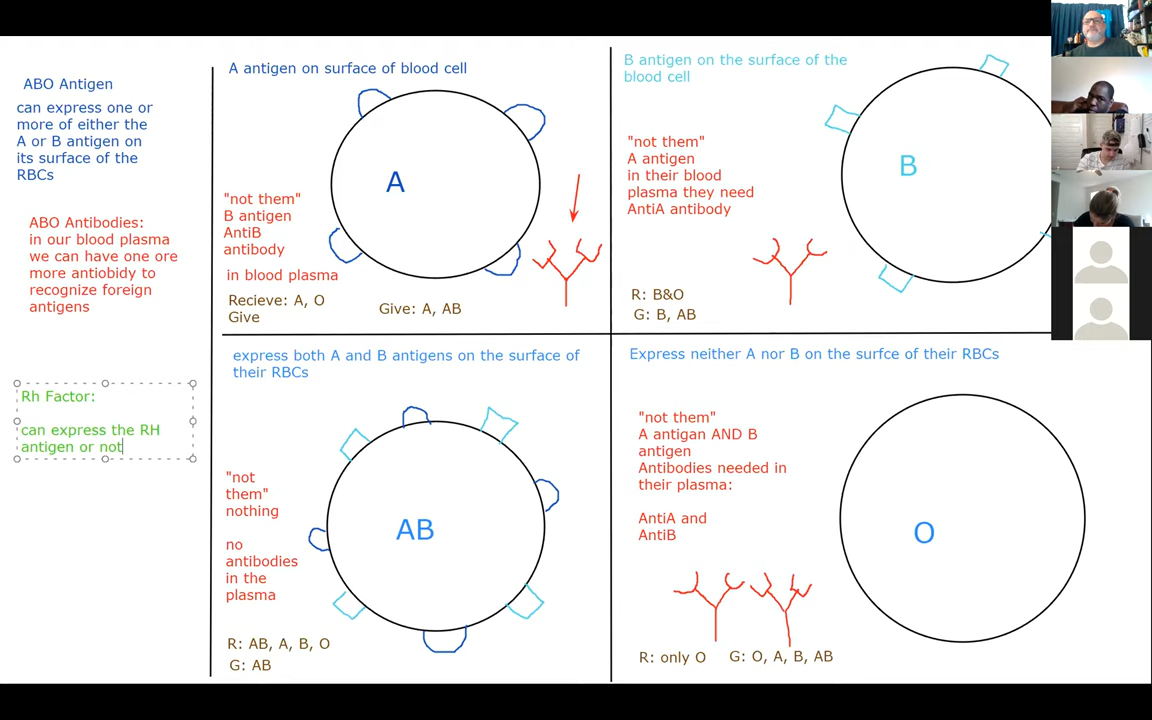 ABO Antigen
can express one or
more of either the
A or B antigen on
its surface of the
RBCs
ABO Antibodies:
in our blood plasma
we can have one ore
more antiobidy to
recognize foreign
antigens
Rh Factor:
can express the RH
antigen or not
A antigen on surface of blood cell
A
"not them"
B antigen
AntiB
antibody
in blood plasma
Recieve: A, O
Give
Give: A, AB
B antigen on the surface of the
blood cell
"not them"
A antigen
in their blood
plasma they need
AntiA antibody
B
R: B&O
G: B, AB
express both A and B antigens on the surface of
their RBCs
"not
them"
nothing
no
antibodies
in the
plasma
AB
R: AB, A, B, O
G: AB
Express neither A nor B on the surfce of their RBCs
"not them"
A antigan AND B
antigen
Antibodies needed in
their plasma:
AntiA and
AntiB
O
R: only O
G: O, A, B, AB